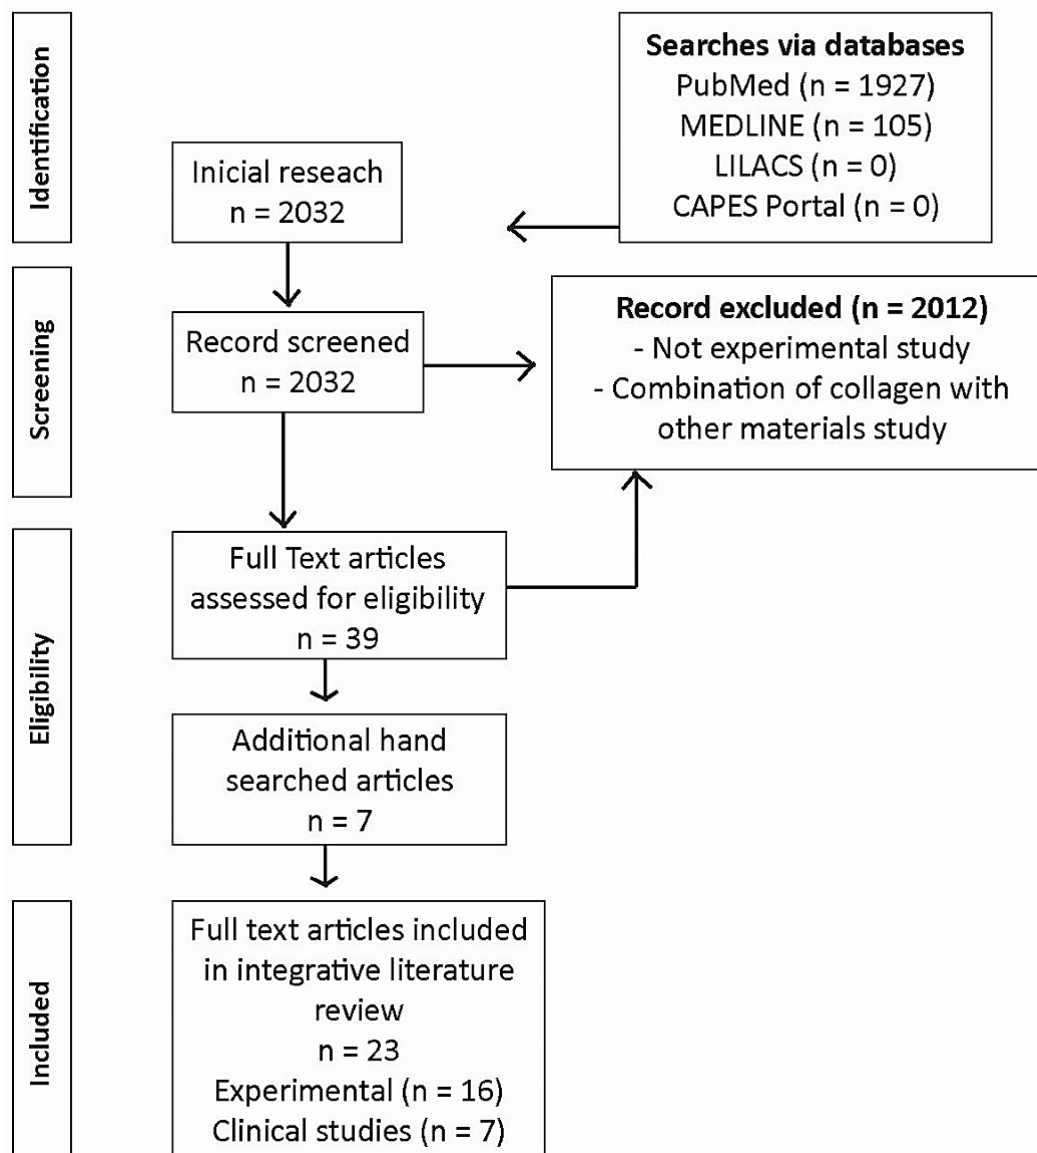 Identification
Searches via databases
PubMed (n = 1927)
MEDLINE (n = 105)
LILACS (n = 0)
CAPES Portal (n = 0)
Inicial reseach
n = 2032
Screening
Record screened
n = 2032
Record excluded (n = 2012)
- Not experimental study
- Combination of collagen with
other materials study
Eligibility
Full Text articles
assessed for eligibility
n = 39
Additional hand
searched articles
n = 7
Included
Full text articles included
in integrative literature
review
n = 23
Experimental (n = 16)
Clinical studies (n = 7)